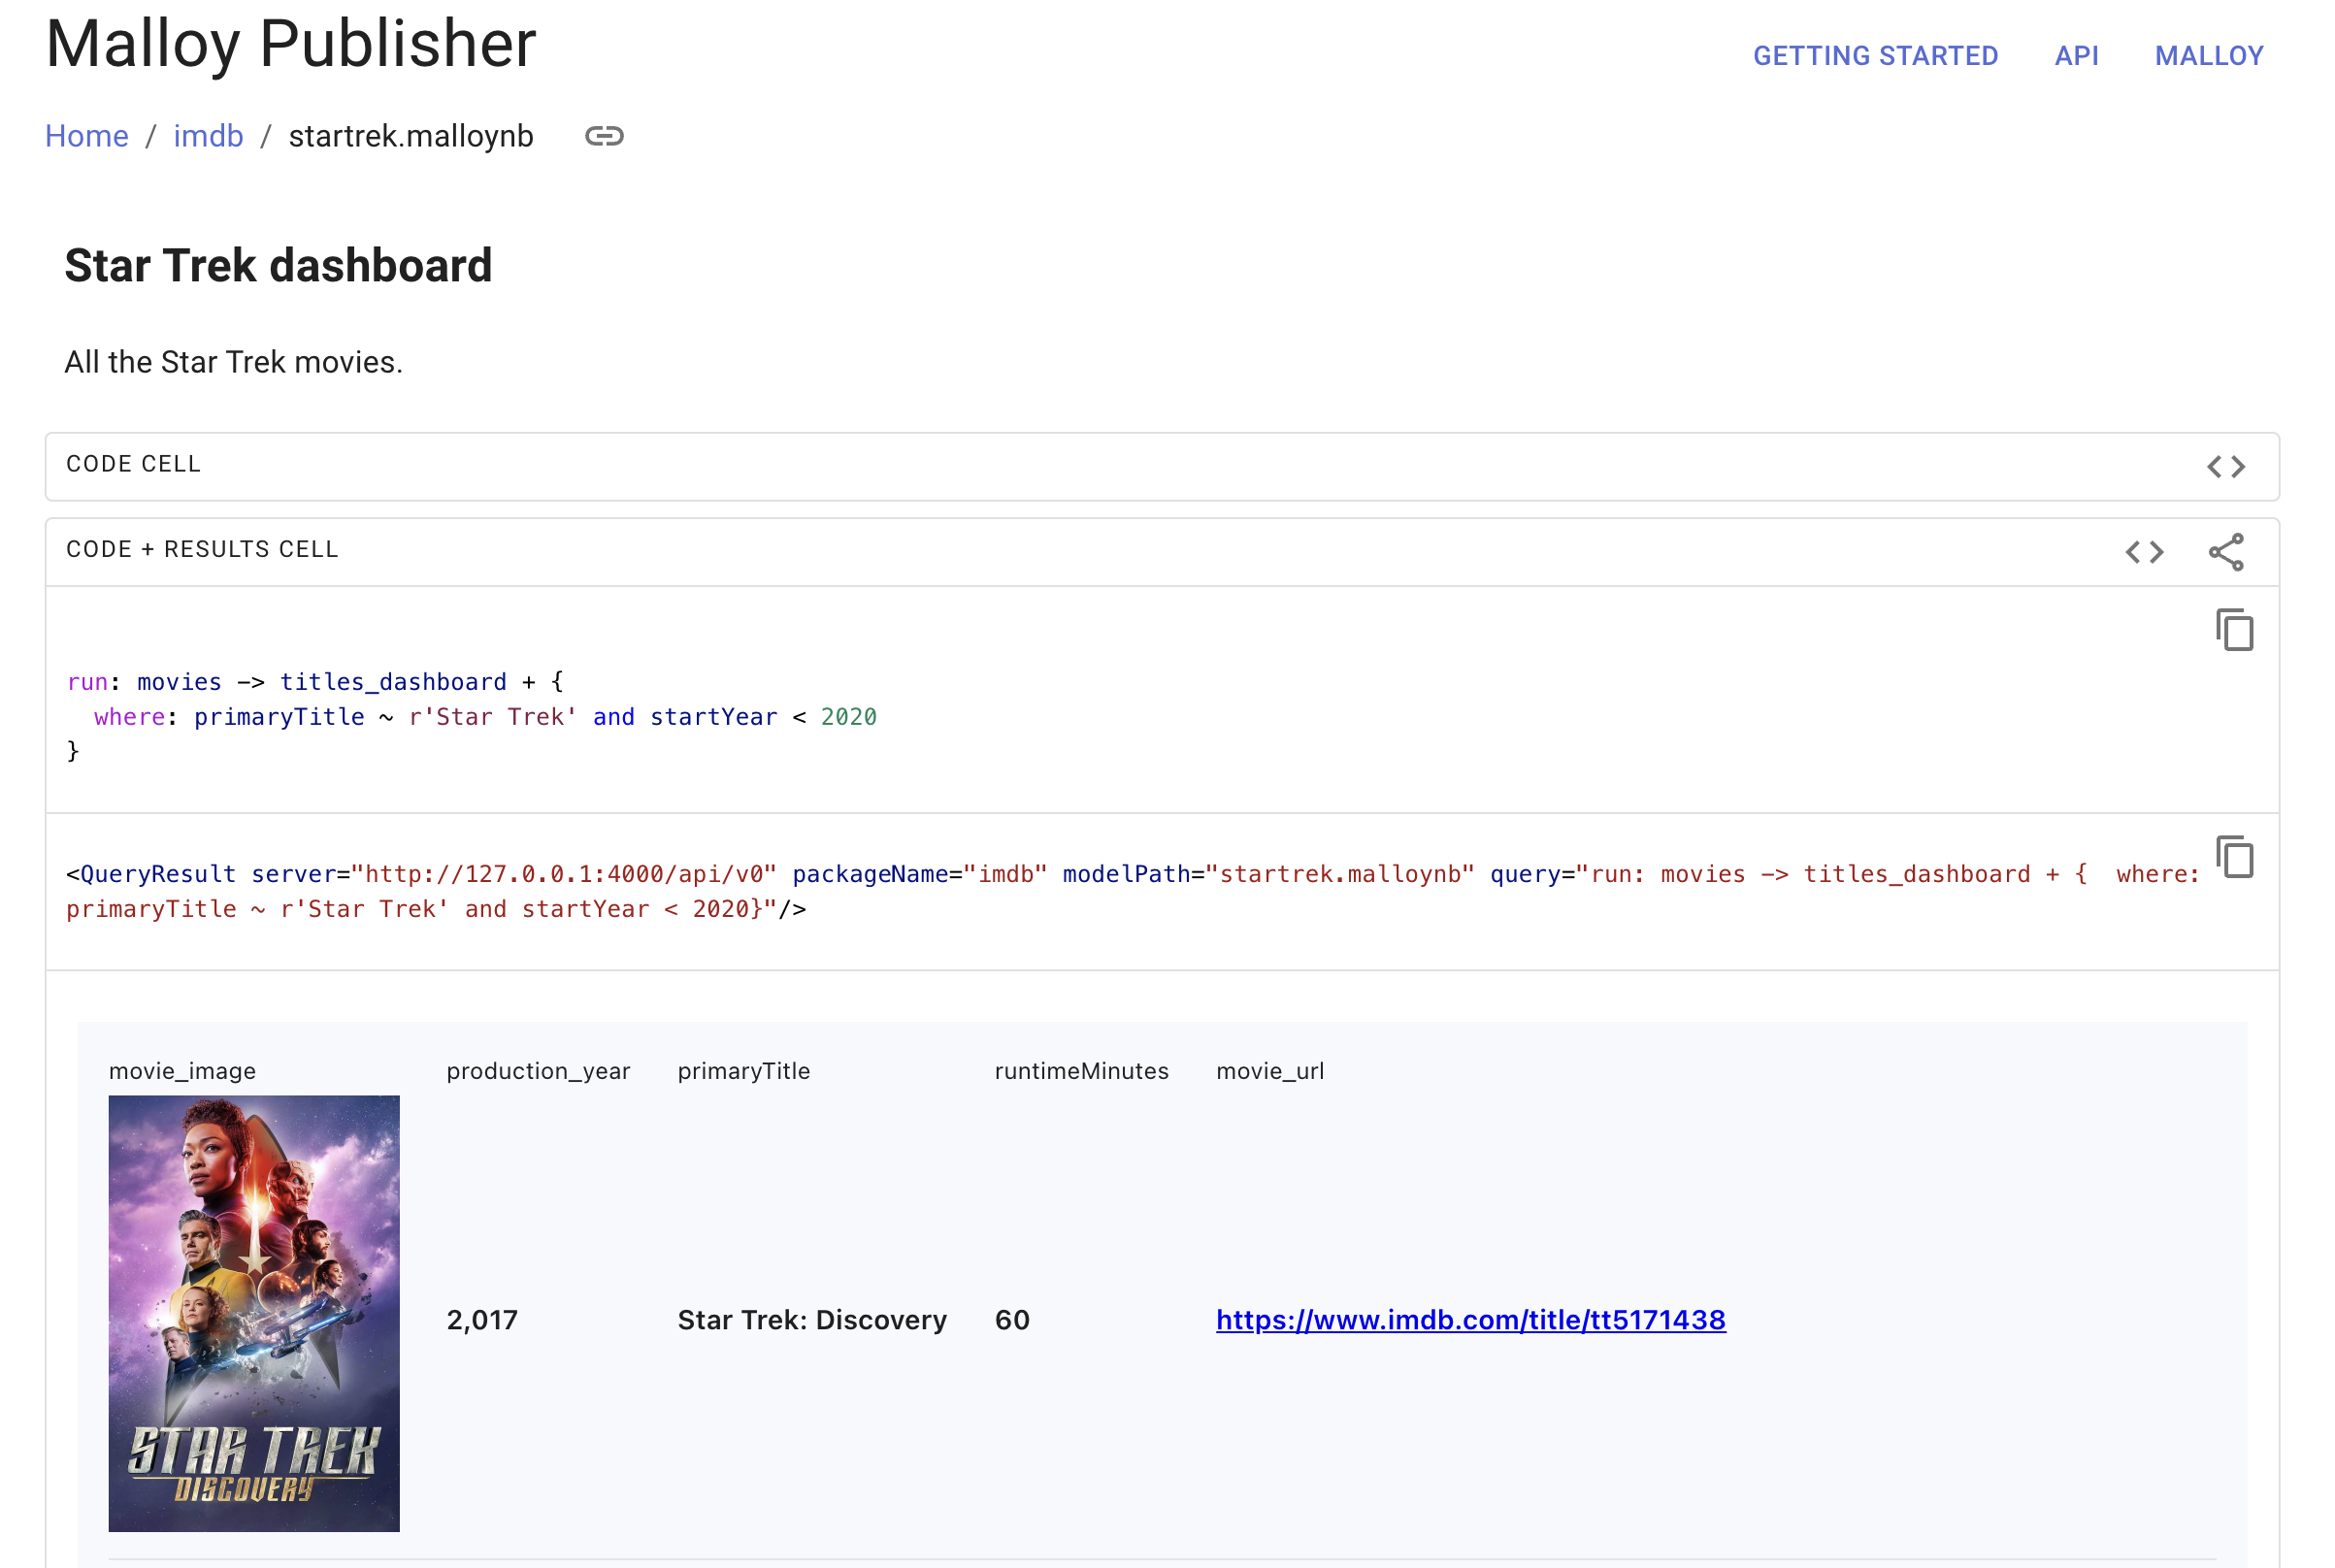 Malloy Publisher
GETTING STARTED API MALLOY
Home / imdb / startrek.malloynb
Star Trek dashboard
All the Star Trek movies.
CODE CELL
CODE + RESULTS CELL
run: movies -> titles_dashboard + {
  where: primaryTitle ~ r'Star Trek' and startYear < 2020
}
<QueryResult server="http://127.0.0.1:4000/api/v0" packageName="imdb" modelPath="startrek.malloynb" query="run: movies -> titles_dashboard + {  where:
primaryTitle ~ r'Star Trek' and startYear < 2020}"/>
movie_image production_year primaryTitle runtimeMinutes movie_url
2,017 Star Trek: Discovery 60 https://www.imdb.com/title/tt5171438
STAR TREK
DISCOVERY